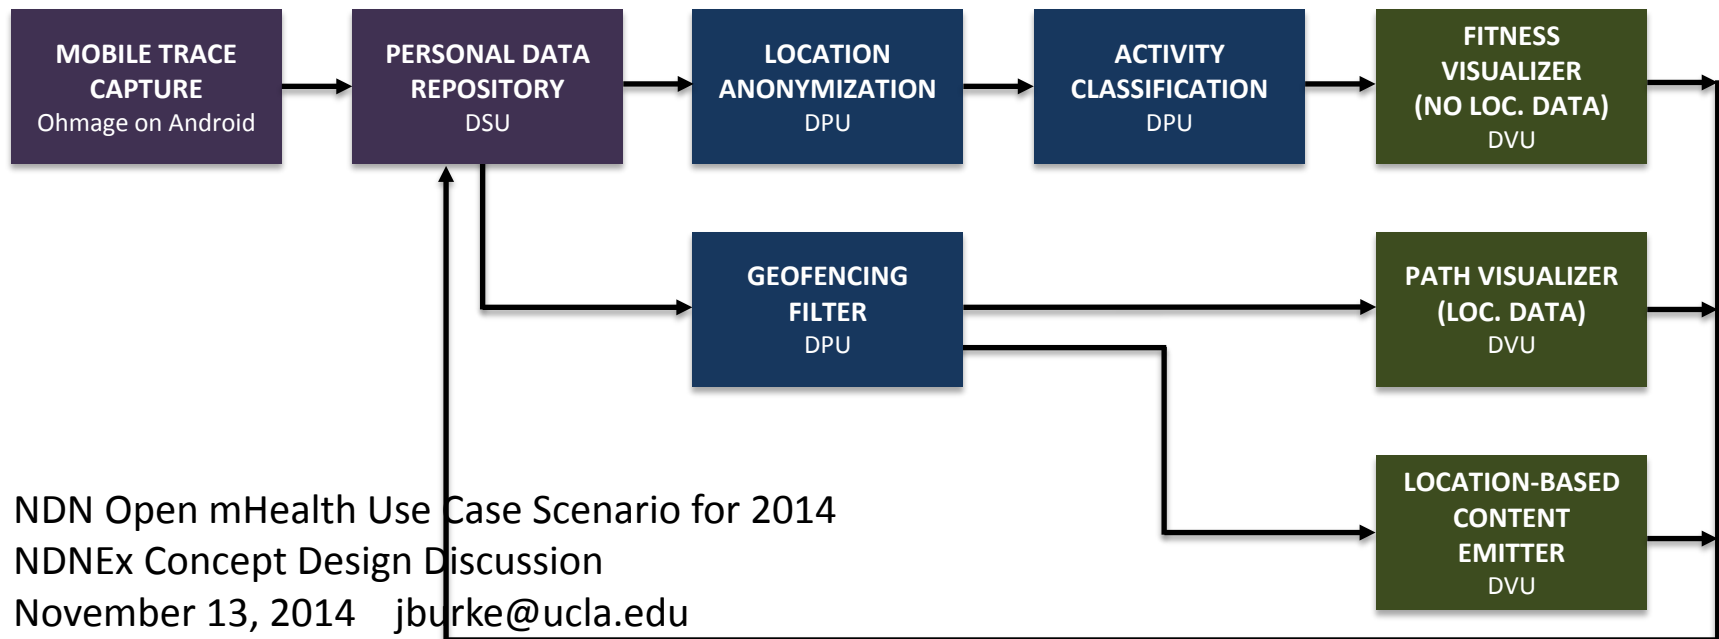 MOBILE TRACE
CAPTURE
Ohmage on Android
PERSONAL DATA
REPOSITORY
DSU
LOCATION
ANONYMIZATION
DPU
ACTIVITY
CLASSIFICATION
DPU
FITNESS
VISUALIZER
(NO LOC. DATA)
DVU
GEOFENCING
FILTER
DPU
PATH VISUALIZER
(LOC. DATA)
DVU
LOCATION-BASED
CONTENT
EMITTER
DVU
NDN Open mHealth Use Case Scenario for 2014
NDNEx Concept Design Discussion
November 13, 2014 jburke@ucla.edu